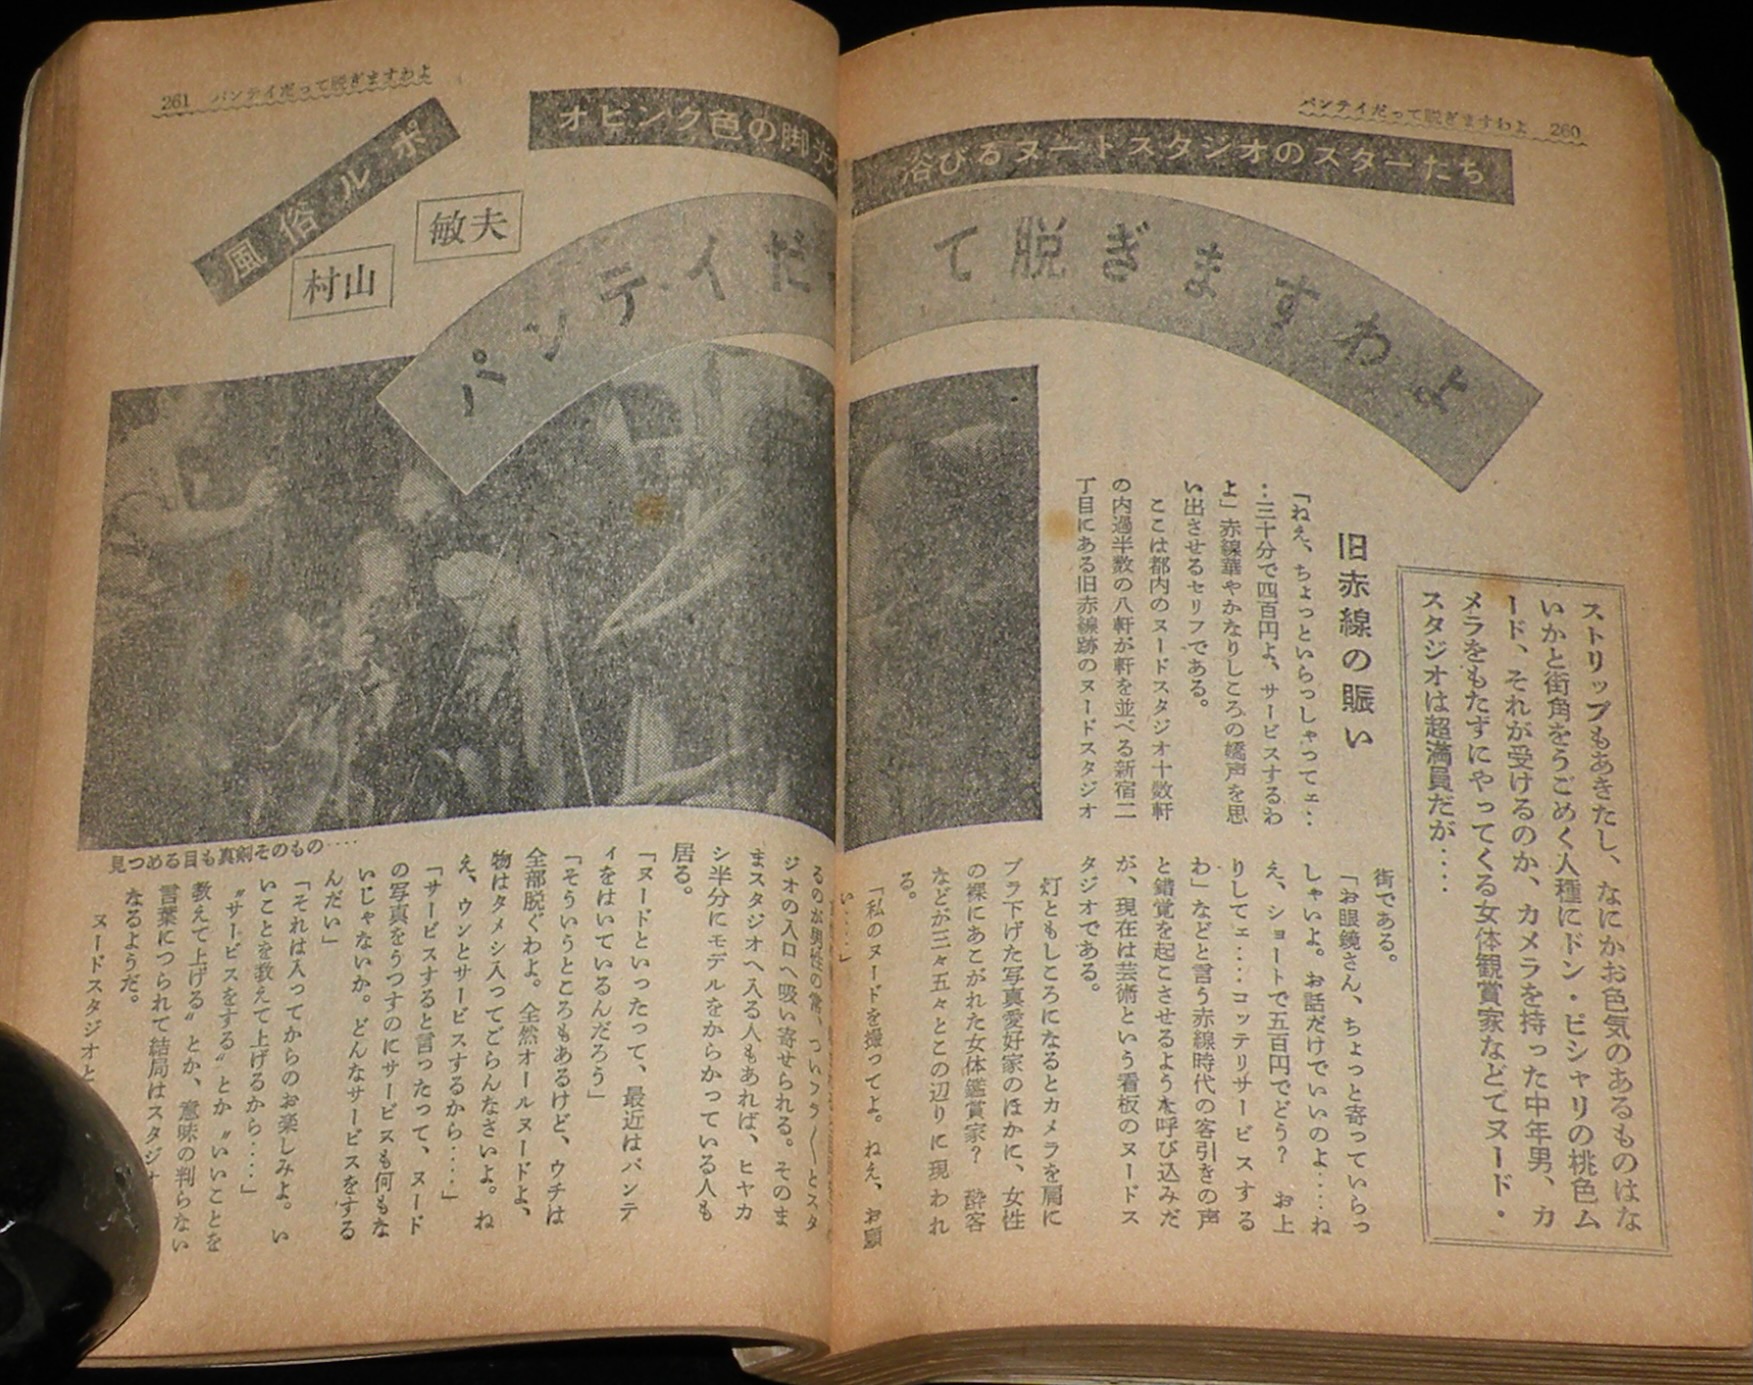 パンテイだって脱ぎますわよ 260
261 パンテイだって脱ぎますわよ
オピンク色の脚光
浴びるヌードスタジオのスターたち
パンテイだ
て脱ぎますわよ
風俗ルポ
村山
敏夫
ストリップもあきたし、なにかお色気のあるものはな
いかと街角をうごめく人種にドン・ピシャリの桃色ム
ード、それが受けるのか、カメラを持った中年男、カ
メラをもたずにやってくる女体観賞家などでヌード・
スタジオは超満員だが‥‥
旧赤線の賑い
「ねえ、ちょっといらっしゃってェ‥
‥三十分で四百円よ、サービスするわ
よ」赤線華やかなりしころの嬌声を思
い出させるセリフである。
ここは都内のヌードスタジオ十数軒
の内過半数の八軒が軒を並べる新宿二
丁目にある旧赤線跡のヌードスタジオ
街である。
「お眼鏡さん、ちょっと寄っていらっ
しゃいよ。お話だけでいいのよ‥‥ね
え、ショートで五百円でどう？　お上
りしてェ‥‥コッテリサービスする
わ」などと言う赤線時代の客引きの声
と錯覚を起こさせるような呼び込みだ
が、現在は芸術という看板のヌードス
タジオである。
灯ともしころになるとカメラを肩に
ブラ下げた写真愛好家のほかに、女性
の裸にあこがれた女体鑑賞家？　酔客
などが三々五々とこの辺りに現われ
る。
「私のヌードを撮ってよ。ねえ、お願
い‥‥」
るのが男性の常、ついフラ〱とスタ
ジオの入口へ吸い寄せられる。そのま
まスタジオへ入る人もあれば、ヒヤカ
シ半分にモデルをからかっている人も
居る。
「ヌードといったって、最近はパンテ
ィをはいているんだろう」
「そういうところもあるけど、ウチは
全部脱ぐわよ。全然オールヌードよ、
物はタメシ入ってごらんなさいよ。ね
え、ウンとサービスするから‥‥」
「サービスすると言ったって、ヌード
の写真をうつすのにサービスも何もな
いじゃないか。どんなサービスをする
んだい」
「それは入ってからのお楽しみよ。い
いことを教えて上げるから‥‥」
〝サービスをする〟とか〝いいことを
教えて上げる〟とか、意味の判らない
言葉につられて結局はスタジオ
なるようだ。
ヌードスタジオと
見つめる目も真剣そのもの‥‥